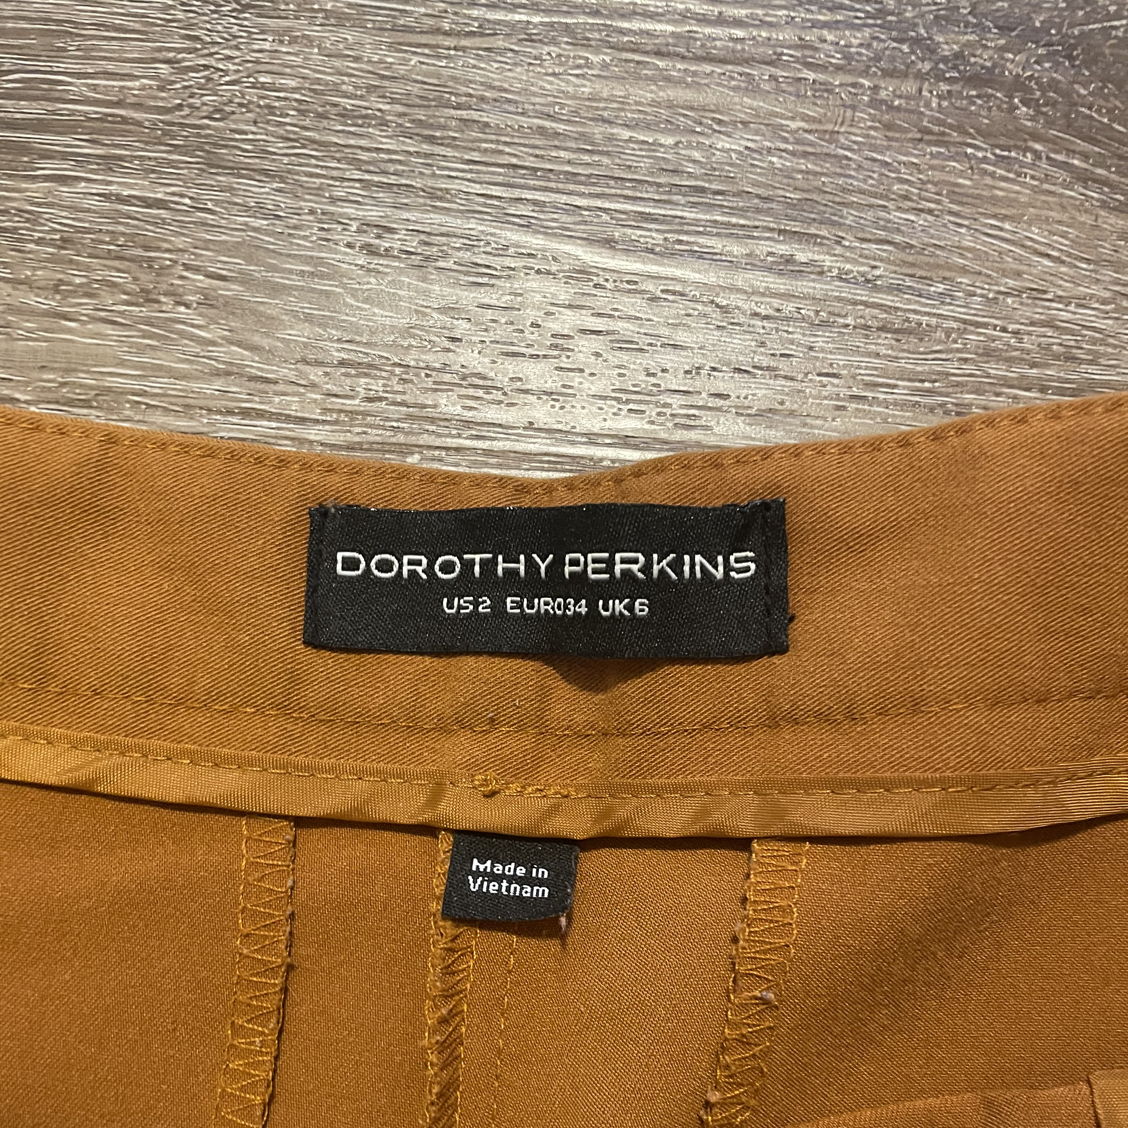 DOROTHY PERKINS
US 2 EUR034 UK 6
Made in
Vietnam